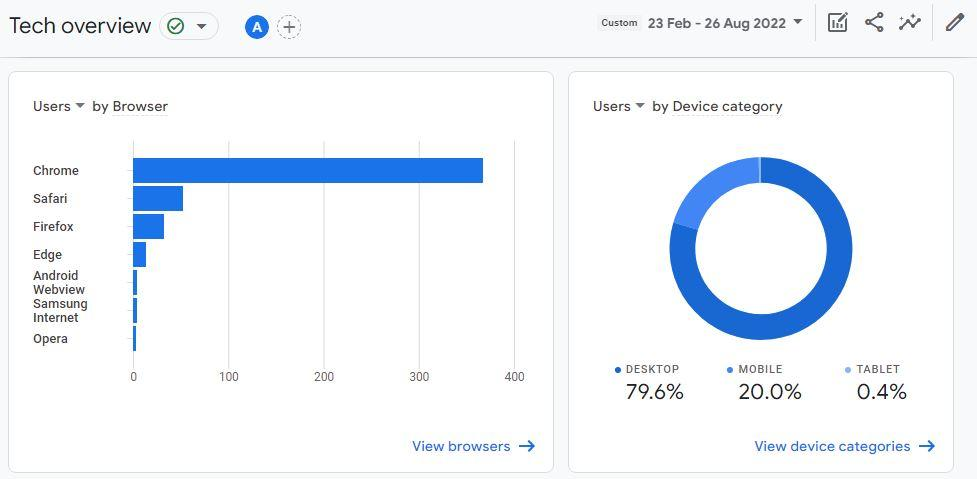 Tech overview
A
Custom 23 Feb - 26 Aug 2022
Users by Browser
Chrome
Safari
Firefox
Edge
Android
Webview
Samsung
Internet
Opera
0 100 200 300 400
View browsers
Users by Device category
DESKTOP MOBILE TABLET
79.6% 20.0% 0.4%
View device categories